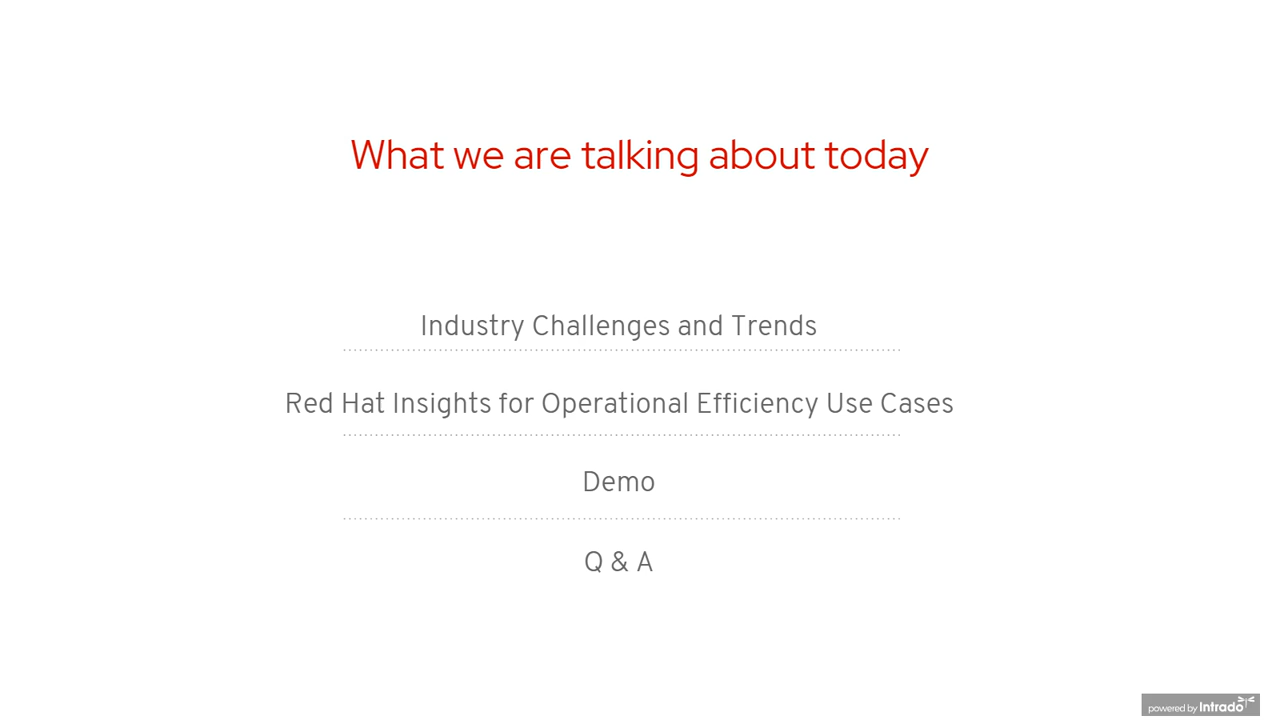 What we are talking about today
Industry Challenges and Trends
Red Hat Insights for Operational Efficiency Use Cases
Demo
Q & A
powered by Intrado